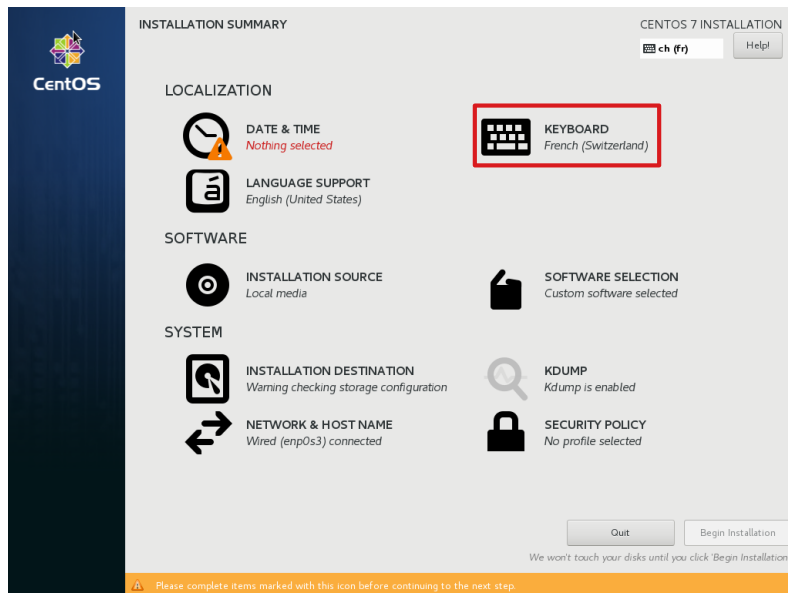 INSTALLATION SUMMARY
CENTOS 7 INSTALLATION
ch (fr)
Help!
CentOS
LOCALIZATION
DATE & TIME
Nothing selected
KEYBOARD
French (Switzerland)
LANGUAGE SUPPORT
English (United States)
SOFTWARE
INSTALLATION SOURCE
Local media
SOFTWARE SELECTION
Custom software selected
SYSTEM
INSTALLATION DESTINATION
Warning checking storage configuration
KDUMP
Kdump is enabled
NETWORK & HOST NAME
Wired (enp0s3) connected
SECURITY POLICY
No profile selected
Quit
Begin Installation
We won't touch your disks until you click 'Begin Installation
Please complete items marked with this icon before continuing to the next step.